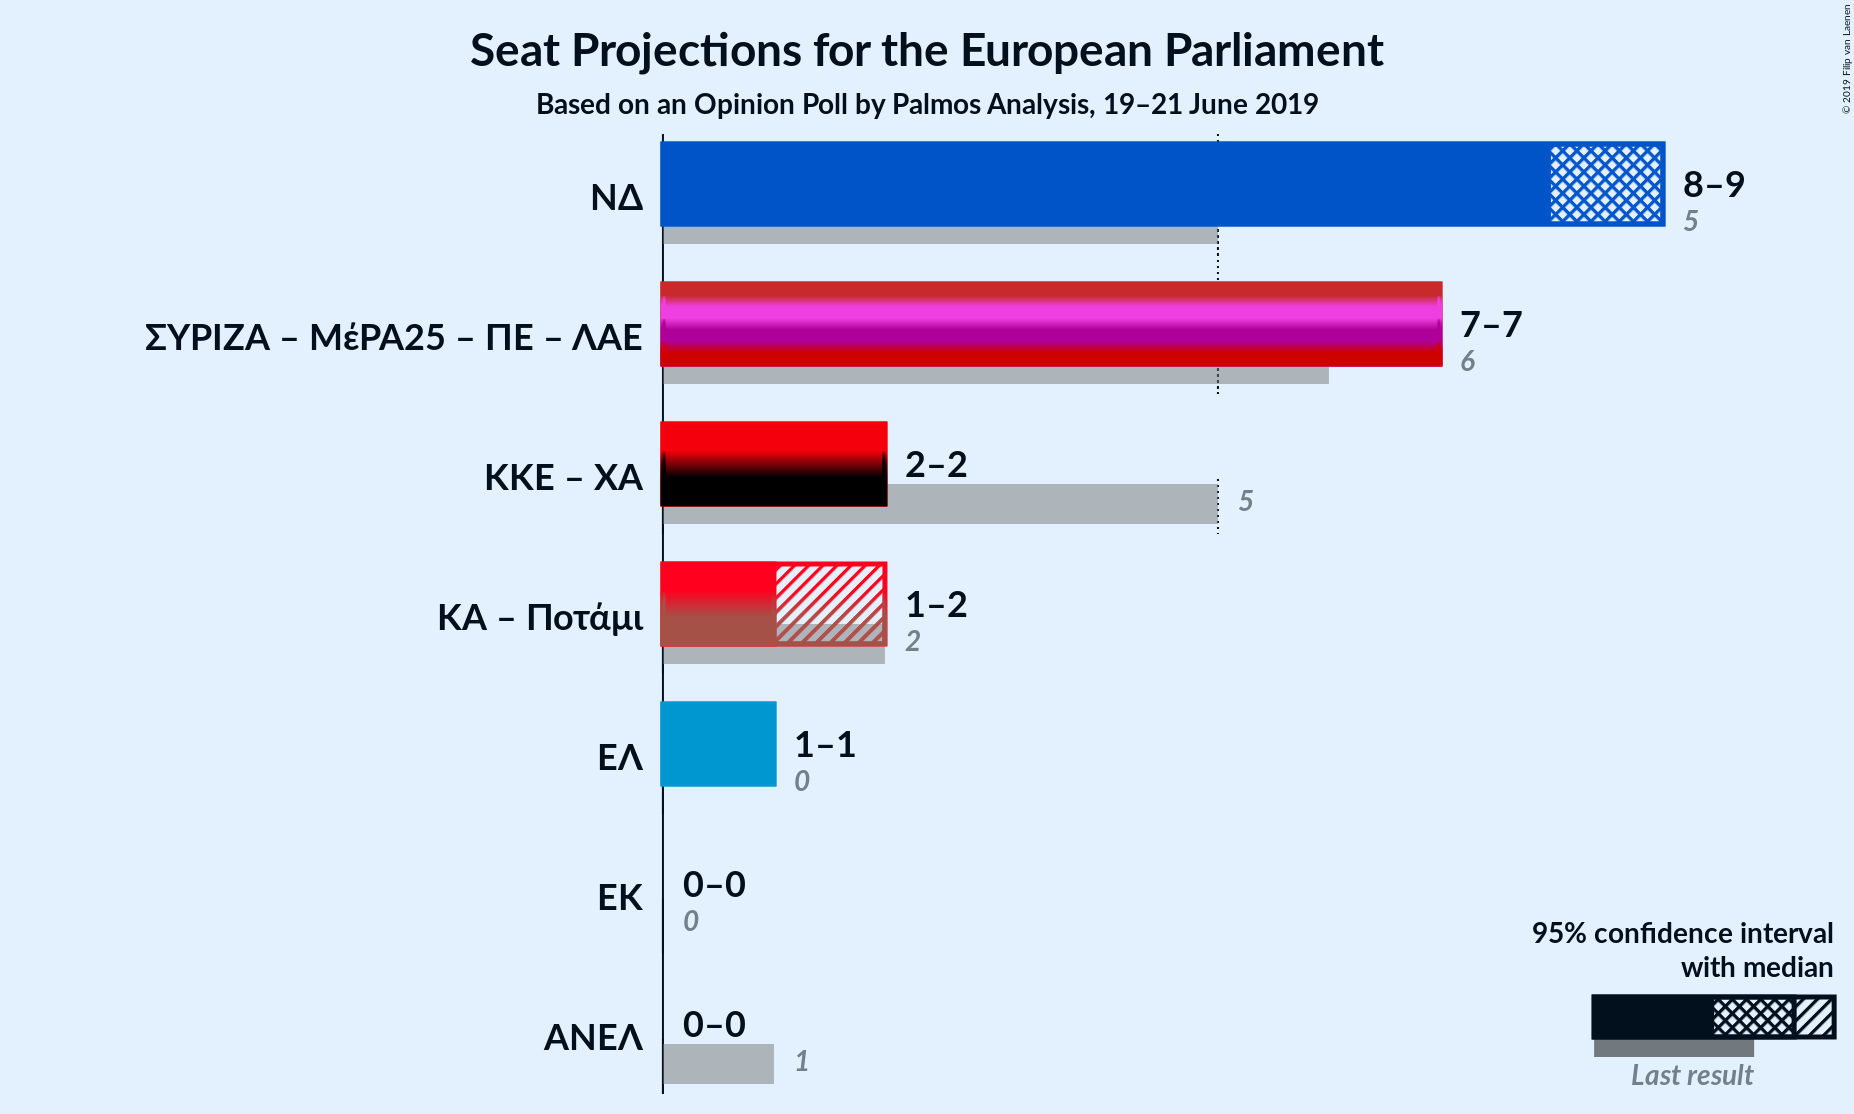 Seat Projections for the European Parliament
Based on an Opinion Poll by Palmos Analysis, 19–21 June 2019
© 2019 Filip van Laenen
ΝΔ
8–9
5
ΣΥΡΙΖΑ – ΜέΡΑ25 – ΠΕ – ΛΑΕ
7–7
6
ΚΚΕ – ΧΑ
2–2
5
ΚΑ – Ποτάμι
1–2
2
ΕΛ
1–1
0
ΕΚ
0–0
0
ΑΝΕΛ
0–0
1
95% confidence interval
with median
Last result